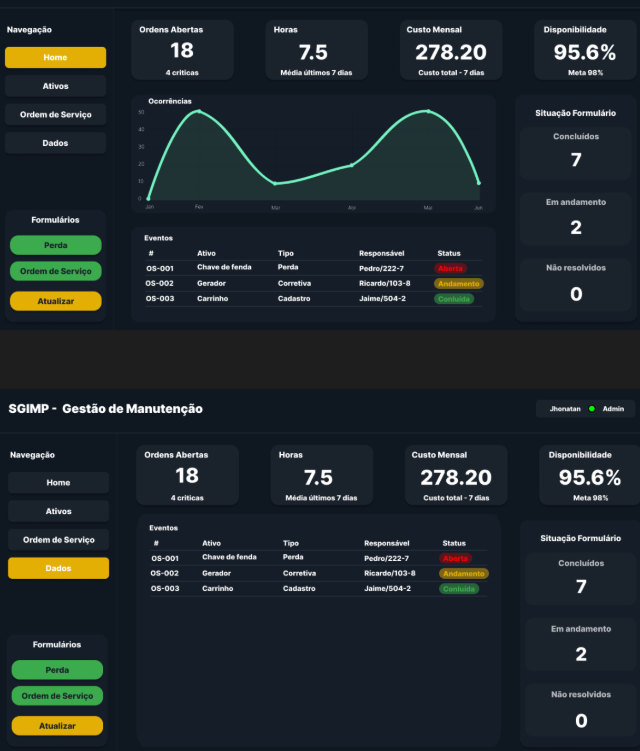 Navegação
Home
Ativos
Ordem de Serviço
Dados
Formulários
Perda
Ordem de Serviço
Atualizar
Ordens Abertas
18
4 criticas
Horas
7.5
Média últimos 7 dias
Custo Mensal
278.20
Custo total - 7 dias
Disponibilidade
95.6%
Meta 98%
Ocorrências
50
40
30
20
10
0
Jan
Fev
Mar
Abr
Mai
Jun
Eventos
# Ativo Tipo Responsável Status
OS-001 Chave de fenda Perda Pedro/222-7 Aberta
OS-002 Gerador Corretiva Ricardo/103-8 Andamento
OS-003 Carrinho Cadastro Jaime/504-2 Conluida
Situação Formulário
Concluídos
7
Em andamento
2
Não resolvidos
0
SGIMP - Gestão de Manutenção
Jhonatan Admin
Navegação
Home
Ativos
Ordem de Serviço
Dados
Formulários
Perda
Ordem de Serviço
Atualizar
Ordens Abertas
18
4 criticas
Horas
7.5
Média últimos 7 dias
Custo Mensal
278.20
Custo total - 7 dias
Disponibilidade
95.6%
Meta 98%
Eventos
# Ativo Tipo Responsável Status
OS-001 Chave de fenda Perda Pedro/222-7 Aberta
OS-002 Gerador Corretiva Ricardo/103-8 Andamento
OS-003 Carrinho Cadastro Jaime/504-2 Conluida
Situação Formulário
Concluídos
7
Em andamento
2
Não resolvidos
0